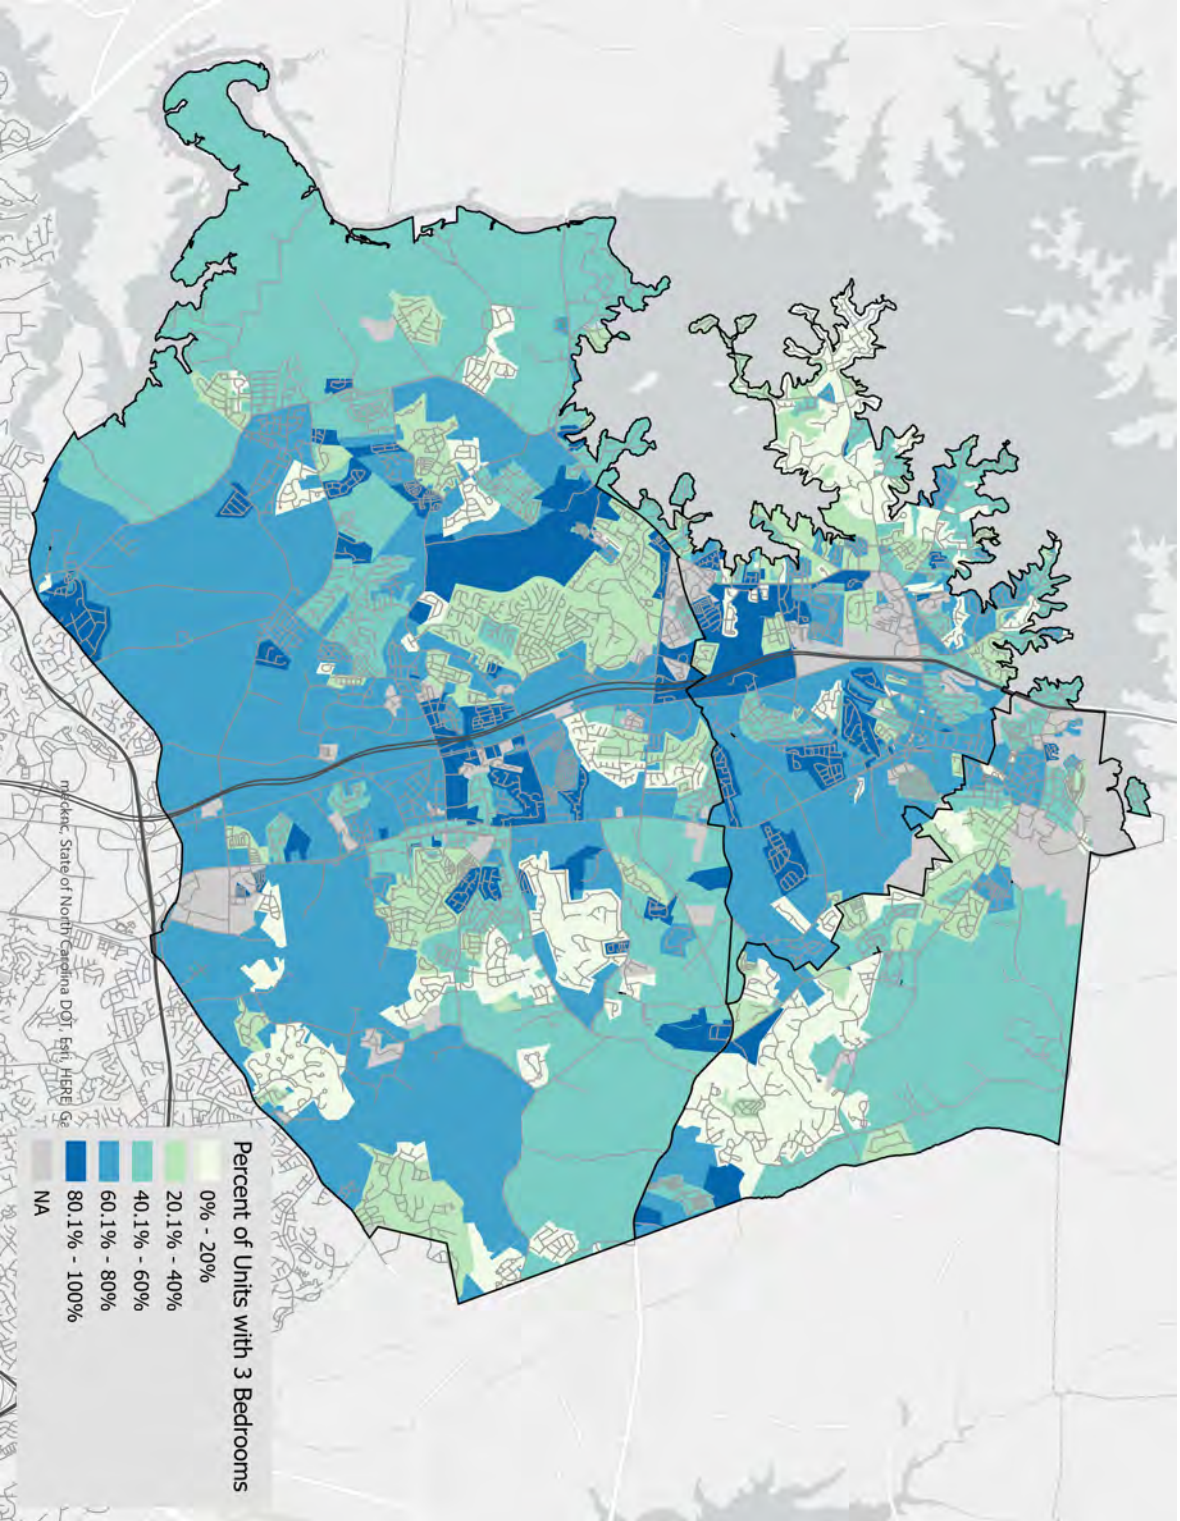 Percent of Units with 3 Bedrooms
0% - 20%
20.1% - 40%
40.1% - 60%
60.1% - 80%
80.1% - 100%
NA
State of North Carolina DOT, Esri, HERE, Ga